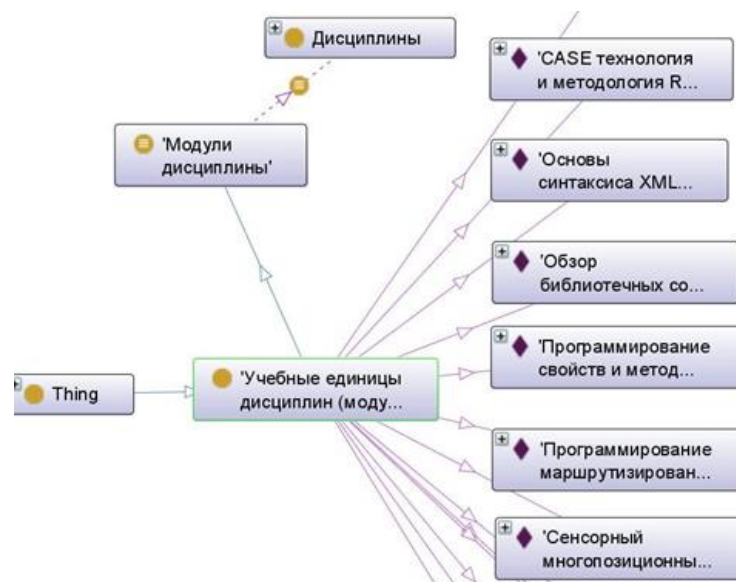 Дисциплины
'Модули
дисциплины'
Thing
'Учебные единицы
дисциплин (моду...
'CASE технология
и методология R...
'Основы
синтаксиса XML...
'Обзор
библиотечных со...
'Программирование
свойств и метод...
'Программирование
маршрутизирован...
'Сенсорный
многопозиционны...